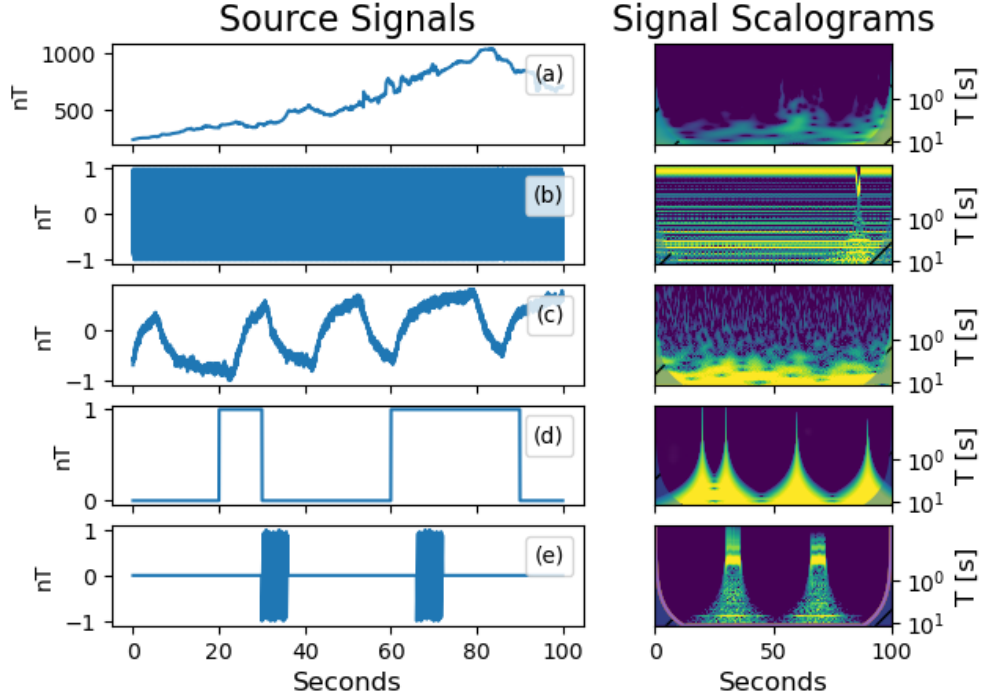 Source Signals Signal Scalograms
1000
500
nT
(a)
10⁰
10¹
T [s]
1
0
−1
nT
(b)
10⁰
10¹
T [s]
0
−1
nT
(c)
10⁰
10¹
T [s]
1
0
nT
(d)
10⁰
10¹
T [s]
1
0
−1
nT
(e)
10⁰
10¹
T [s]
0 20 40 60 80 100 0 50 100
Seconds Seconds